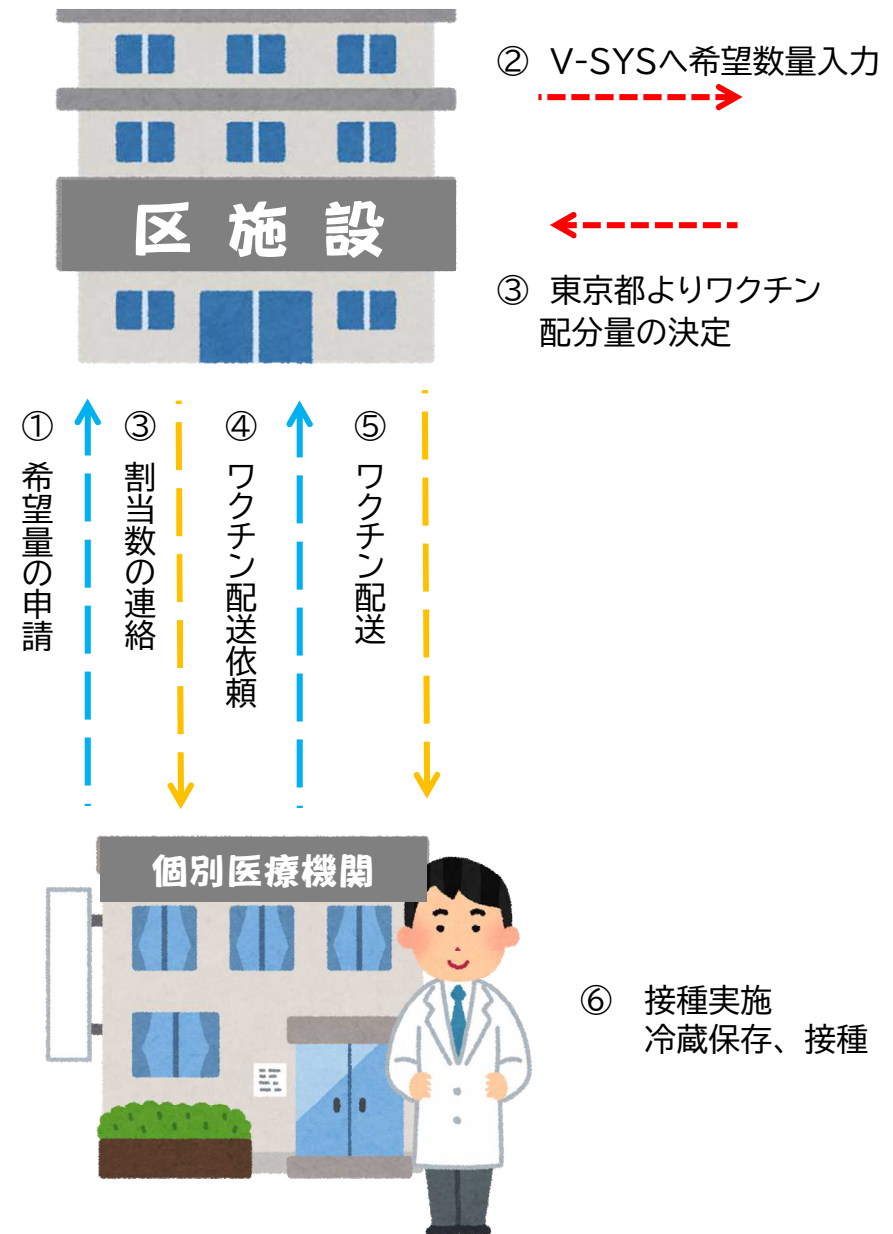 ② V-SYSへ希望数量入力
区施設
③ 東京都よりワクチン
配分量の決定
① 希望量の申請
③ 割当数の連絡
④ ワクチン配送依頼
⑤ ワクチン配送
個別医療機関
⑥ 接種実施
冷蔵保存、接種